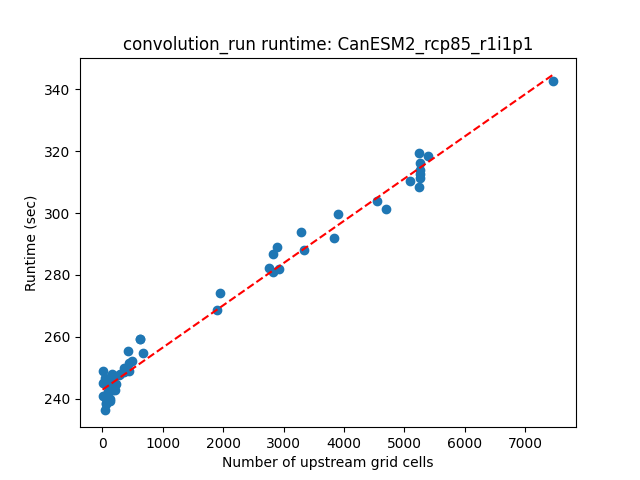 convolution_run runtime: CanESM2_rcp85_r1i1p1
340
320
300
280
260
240
Runtime (sec)
0 1000 2000 3000 4000 5000 6000 7000
Number of upstream grid cells